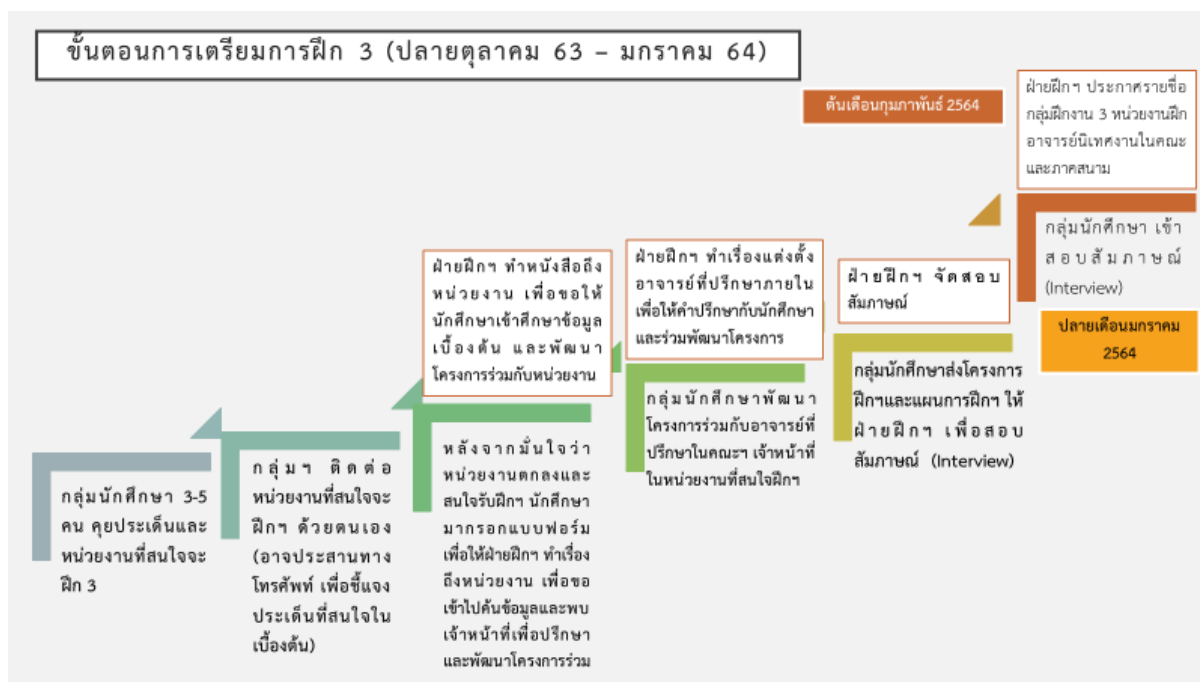 ขั้นตอนการเตรียมการฝึก 3 (ปลายตุลาคม 63 – มกราคม 64)
กลุ่มนักศึกษา 3-5
คน คุยประเด็นและ
หน่วยงานที่สนใจจะ
ฝึก 3
กลุ่มฯ ติดต่อ
หน่วยงานที่สนใจจะ
ฝึกฯ ด้วยตนเอง
(อาจประสานทาง
โทรศัพท์ เพื่อชี้แจง
ประเด็นที่สนใจใน
เบื้องต้น)
ฝ่ายฝึกฯ ทำหนังสือถึง
หน่วยงาน เพื่อขอให้
นักศึกษาเข้าศึกษาข้อมูล
เบื้องต้น และพัฒนา
โครงการร่วมกับหน่วยงาน
หลังจากมั่นใจว่า
หน่วยงานตกลงและ
สนใจรับฝึกฯ นักศึกษา
มากรอกแบบฟอร์ม
เพื่อให้ฝ่ายฝึกฯ ทำเรื่อง
ถึงหน่วยงาน เพื่อขอ
เข้าไปค้นข้อมูลและพบ
เจ้าหน้าที่เพื่อปรึกษา
และพัฒนาโครงการร่วม
ฝ่ายฝึกฯ ทำเรื่องแต่งตั้ง
อาจารย์ที่ปรึกษาภายใน
เพื่อให้คำปรึกษากับนักศึกษา
และร่วมพัฒนาโครงการ
กลุ่มนักศึกษาพัฒนา
โครงการร่วมกับอาจารย์ที่
ปรึกษาในคณะฯ เจ้าหน้าที่
ในหน่วยงานที่สนใจฝึกฯ
ฝ่ายฝึกฯ จัดสอบ
สัมภาษณ์
กลุ่มนักศึกษาส่งโครงการ
ฝึกฯและแผนการฝึกฯ ให้
ฝ่ายฝึกฯ เพื่อสอบ
สัมภาษณ์ (Interview)
ต้นเดือนกุมภาพันธ์ 2564
ฝ่ายฝึกฯ ประกาศรายชื่อ
กลุ่มฝึกงาน 3 หน่วยงานฝึก
อาจารย์นิเทศงานในคณะ
และภาคสนาม
กลุ่มนักศึกษา เข้า
สอบสัมภาษณ์
(Interview)
ปลายเดือนมกราคม
2564